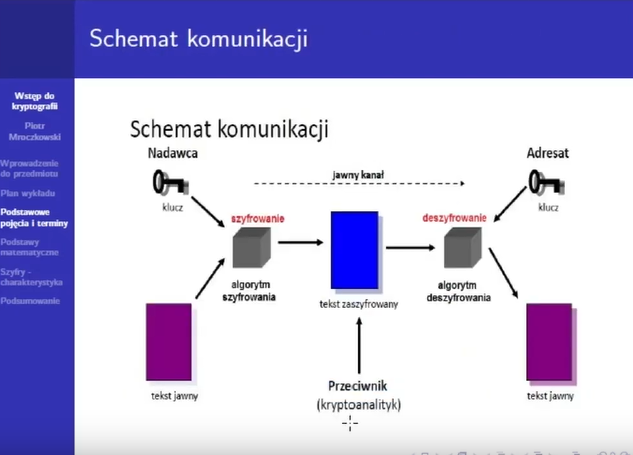 Schemat komunikacji
Wstęp do
kryptografii
Piotr
Mroczkowski
Wprowadzenie
do przedmiotu
Plan wykładu
Podstawowe
pojęcia i terminy
Podstawy
matematyczne
Szyfry -
charakterystyka
Podsumowanie
Schemat komunikacji
Nadawca
Adresat
jawny kanał
klucz
klucz
szyfrowanie
deszyfrowanie
algorytm
szyfrowania
algorytm
deszyfrowania
tekst zaszyfrowany
Przeciwnik
(kryptoanalityk)
tekst jawny
tekst jawny